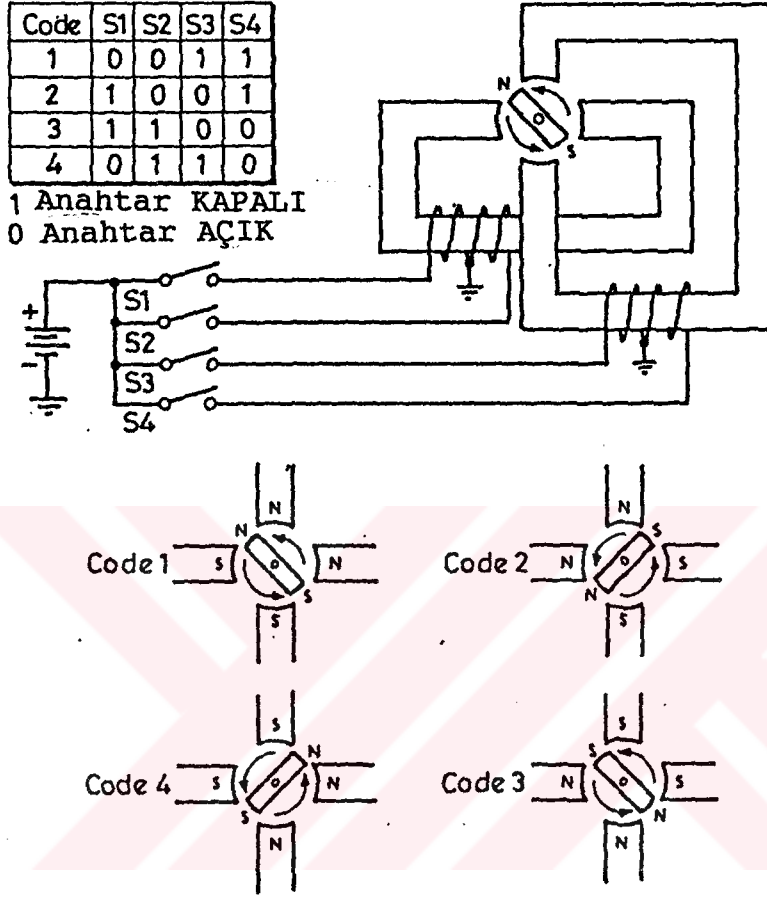 Code S1 S2 S3 S4
1 0 0 1 1
2 1 0 0 1
3 1 1 0 0
4 0 1 1 0
1 Anahtar KAPALI
0 Anahtar AÇIK
N
S
+
-
S1
S2
S3
S4
N
N
Code 1 S N
S
S
N
S
Code 2 N S
N
S
S
N
Code 4 S N
S
N
S
S
Code 3 N S
N
N